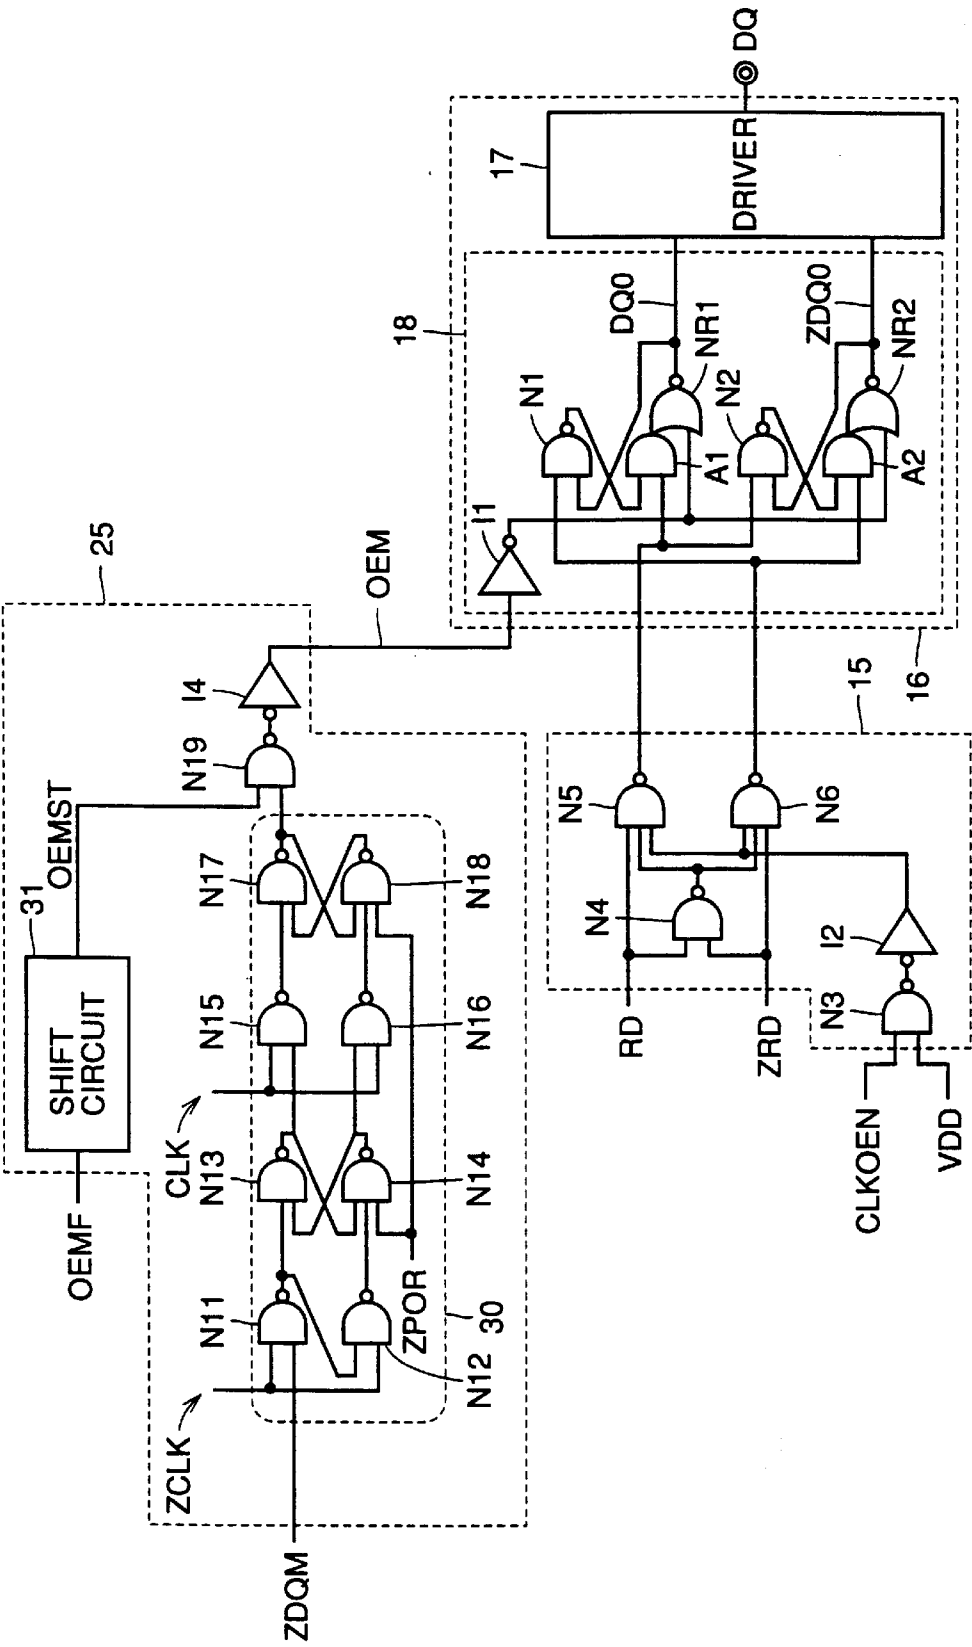 25
OEMF
SHIFT
CIRCUIT
31
OEMST
ZCLK
CLK
ZDQM
N11
N13
N15
N17
N19
I4
N12
N14
N16
N18
ZPOR
30
OEM
18
17
I1
N1
DQ0
NR1
A1
N2
ZDQ0
NR2
A2
DRIVER
DQ
16
15
RD
ZRD
N4
N5
N6
CLKOEN
VDD
N3
I2